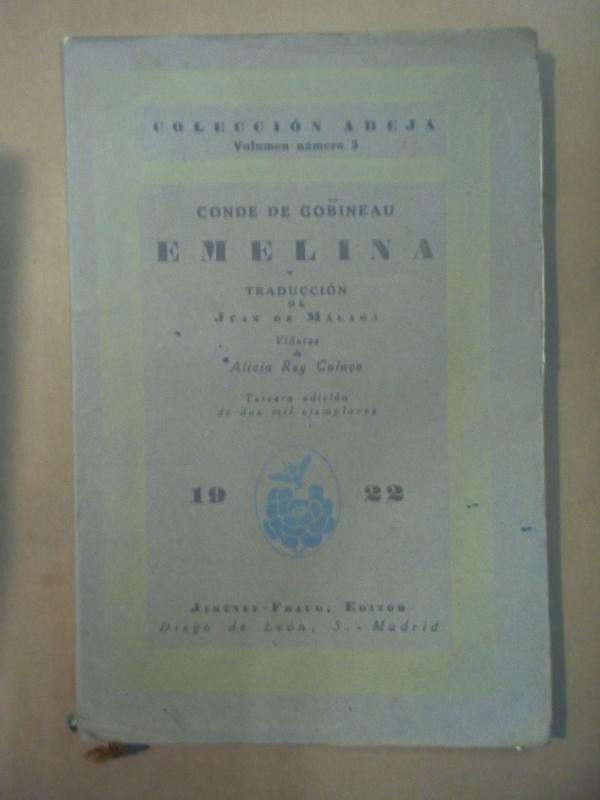 COLECCIÓN ABEJA
Volumen número 3
CONDE DE GOBINEAU
EMELINA
TRADUCCIÓN
DE
JUAN DE MÁLAGA
Viñetas
de
Alicia Rey Colaço
Tercera edición
de dos mil ejemplares
19 22
JIMÉNEZ-FRAUD, EDITOR
Diego de León, 3.-Madrid